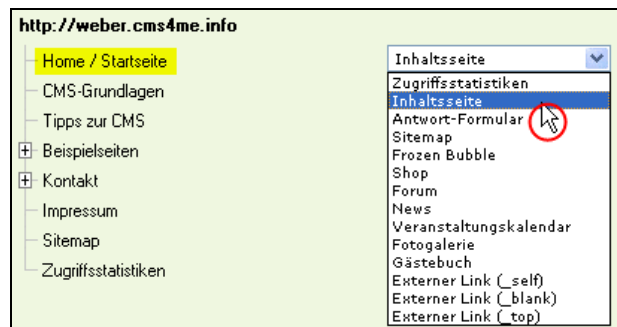 http://weber.cms4me.info
Home / Startseite
CMS-Grundlagen
Tipps zur CMS
Beispielseiten
Kontakt
Impressum
Sitemap
Zugriffsstatistiken
Inhaltsseite
Zugriffsstatistiken
Inhaltsseite
Antwort-Formular
Sitemap
Frozen Bubble
Shop
Forum
News
Veranstaltungskalendar
Fotogalerie
Gästebuch
Externer Link (_self)
Externer Link (_blank)
Externer Link (_top)